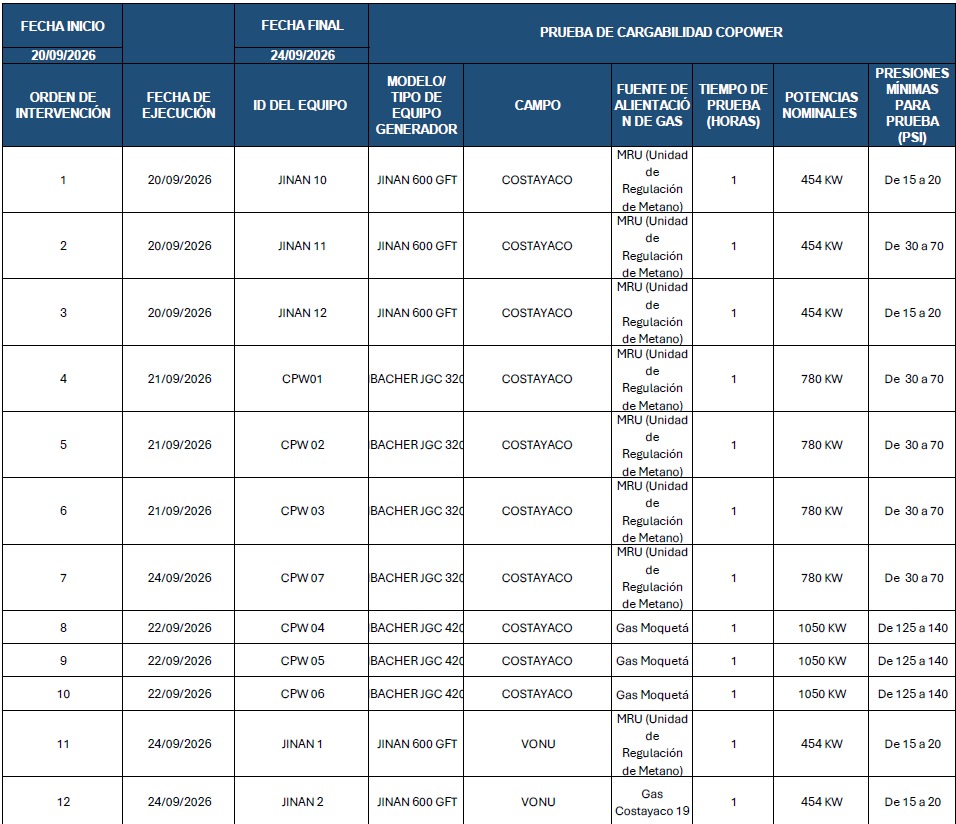 FECHA INICIO FECHA FINAL PRUEBA DE CARGABILIDAD COPOWER
20/09/2026 24/09/2026
ORDEN DE INTERVENCIÓN
FECHA DE EJECUCIÓN
ID DEL EQUIPO
MODELO/
TIPO DE
EQUIPO
GENERADOR
CAMPO
FUENTE DE
ALIENTACIÓ
N DE GAS
TIEMPO DE
PRUEBA
(HORAS)
POTENCIAS
NOMINALES
PRESIONES
MÍNIMAS
PARA
PRUEBA
(PSI)
1 20/09/2026 JINAN 10 JINAN 600 GFT COSTAYACO MRU (Unidad de Regulación de Metano) 1 454 KW De 15 a 20
2 20/09/2026 JINAN 11 JINAN 600 GFT COSTAYACO MRU (Unidad de Regulación de Metano) 1 454 KW De 30 a 70
3 20/09/2026 JINAN 12 JINAN 600 GFT COSTAYACO MRU (Unidad de Regulación de Metano) 1 454 KW De 15 a 20
4 21/09/2026 CPW01 BACHER JGC 320 COSTAYACO MRU (Unidad de Regulación de Metano) 1 780 KW De 30 a 70
5 21/09/2026 CPW 02 BACHER JGC 320 COSTAYACO MRU (Unidad de Regulación de Metano) 1 780 KW De 30 a 70
6 21/09/2026 CPW 03 BACHER JGC 320 COSTAYACO MRU (Unidad de Regulación de Metano) 1 780 KW De 30 a 70
7 24/09/2026 CPW 07 BACHER JGC 320 COSTAYACO MRU (Unidad de Regulación de Metano) 1 780 KW De 30 a 70
8 22/09/2026 CPW 04 BACHER JGC 420 COSTAYACO Gas Moquetá 1 1050 KW De 125 a 140
9 22/09/2026 CPW 05 BACHER JGC 420 COSTAYACO Gas Moquetá 1 1050 KW De 125 a 140
10 22/09/2026 CPW 06 BACHER JGC 420 COSTAYACO Gas Moquetá 1 1050 KW De 125 a 140
11 24/09/2026 JINAN 1 JINAN 600 GFT VONU MRU (Unidad de Regulación de Metano) 1 454 KW De 15 a 20
12 24/09/2026 JINAN 2 JINAN 600 GFT VONU Gas Costayaco 19 1 454 KW De 15 a 20